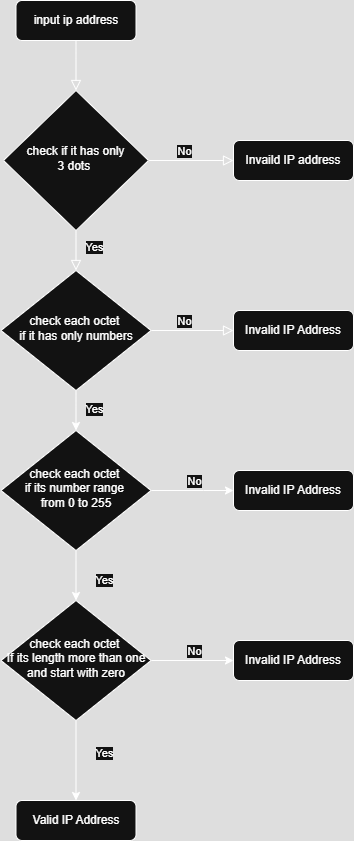 input ip address
check if it has only
3 dots
No
Invaild IP address
Yes
check each octet
if it has only numbers
No
Invalid IP Address
Yes
check each octet
if its number range
from 0 to 255
No
Invalid IP Address
Yes
check each octet
If its length more than one
and start with zero
No
Invalid IP Address
Yes
Valid IP Address